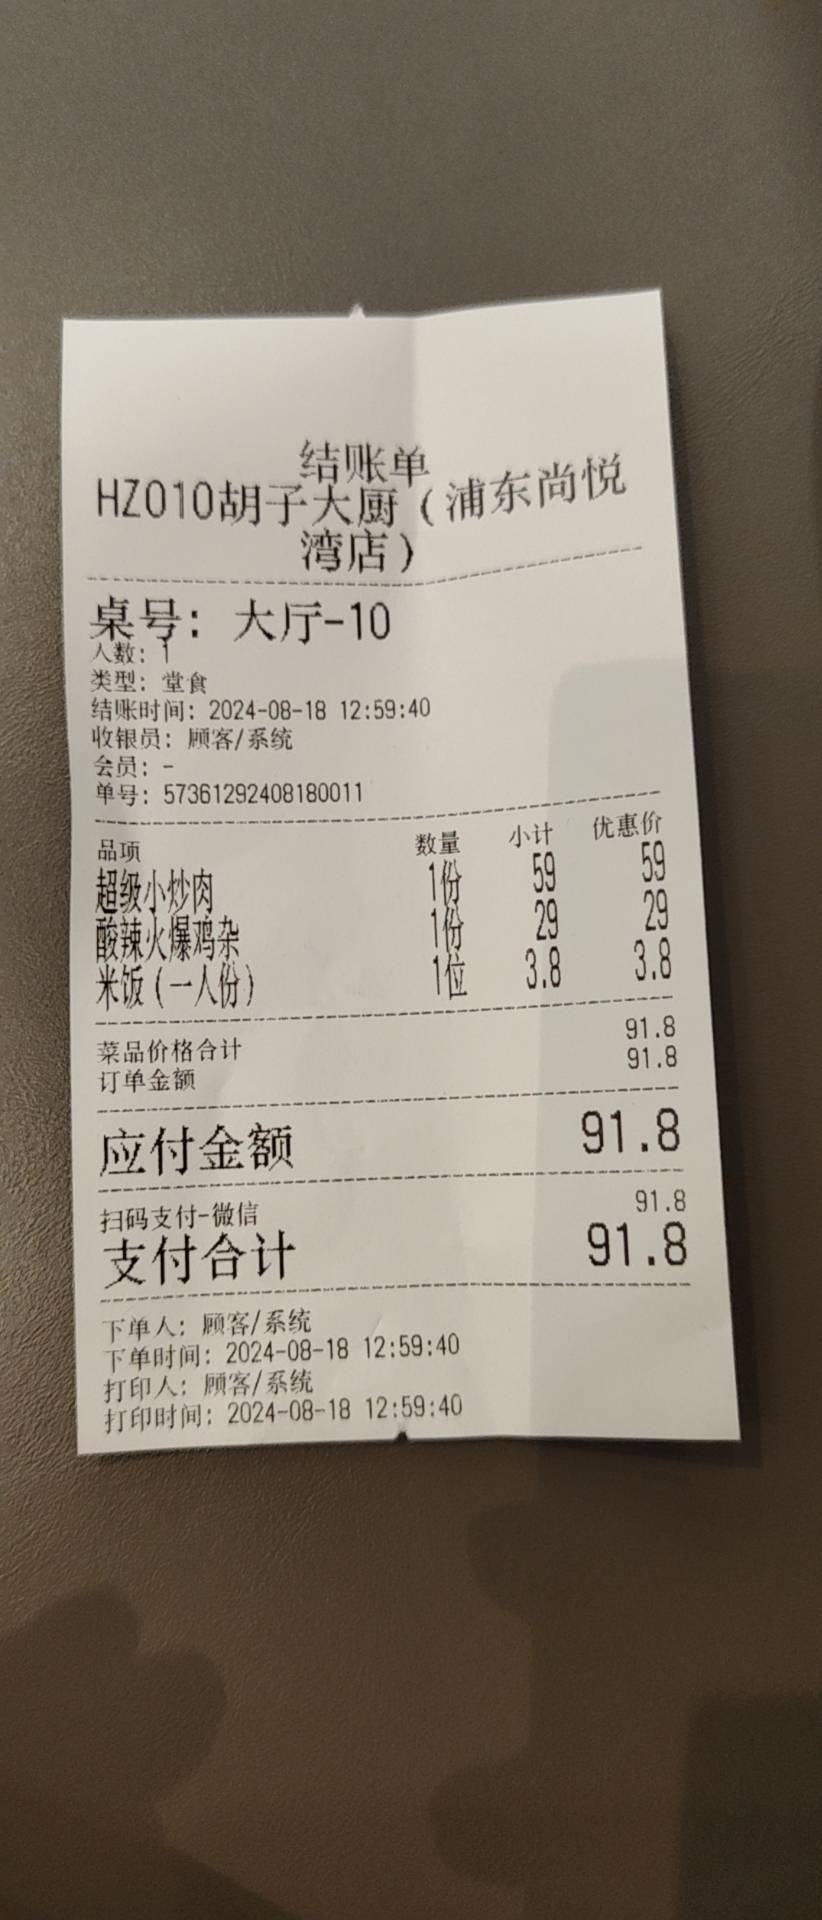 结账单
HZ010胡子大厨（浦东尚悦
湾店）
桌号：大厅-10
人数：1
类型：堂食
结账时间：2024-08-18 12:59:40
收银员：顾客/系统
会员：-
单号：57361292408180011
品项 数量 小计 优惠价
超级小炒肉 1份 59 59
酸辣火爆鸡杂 1份 29 29
米饭（一人份） 1位 3.8 3.8
菜品价格合计 91.8
订单金额 91.8
应付金额 91.8
扫码支付-微信 91.8
支付合计 91.8
下单人：顾客/系统
下单时间：2024-08-18 12:59:40
打印人：顾客/系统
打印时间：2024-08-18 12:59:40